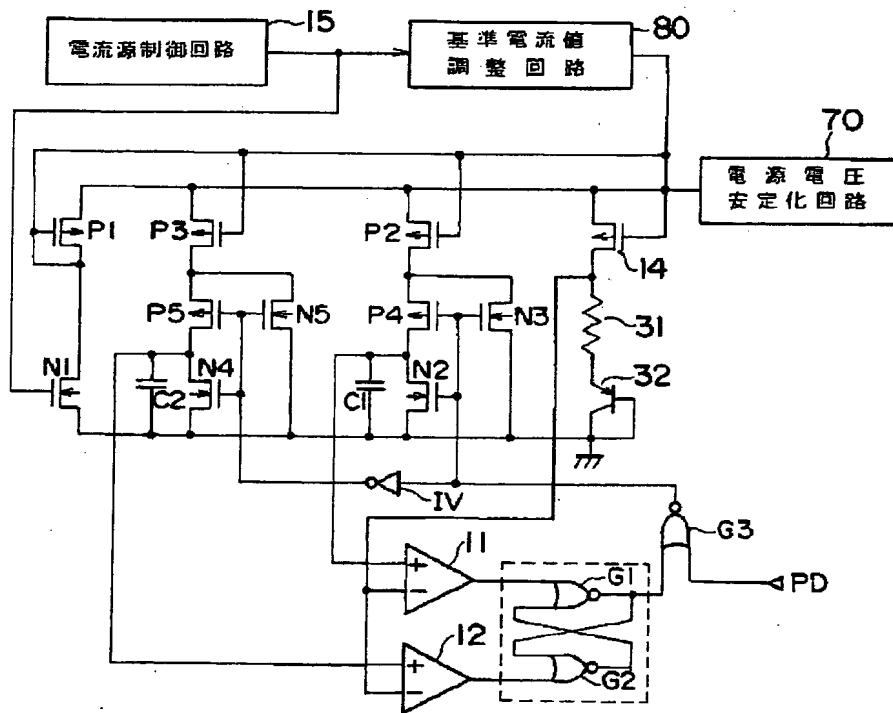 15
電流源制御回路
80
基準電流値
調整回路
70
電源電圧
安定化回路
P1
P3
P2
14
P5
N5
P4
N3
31
N1
C2
N4
C1
N2
32
IV
G3
11
G1
PD
12
G2
+
−
+
−